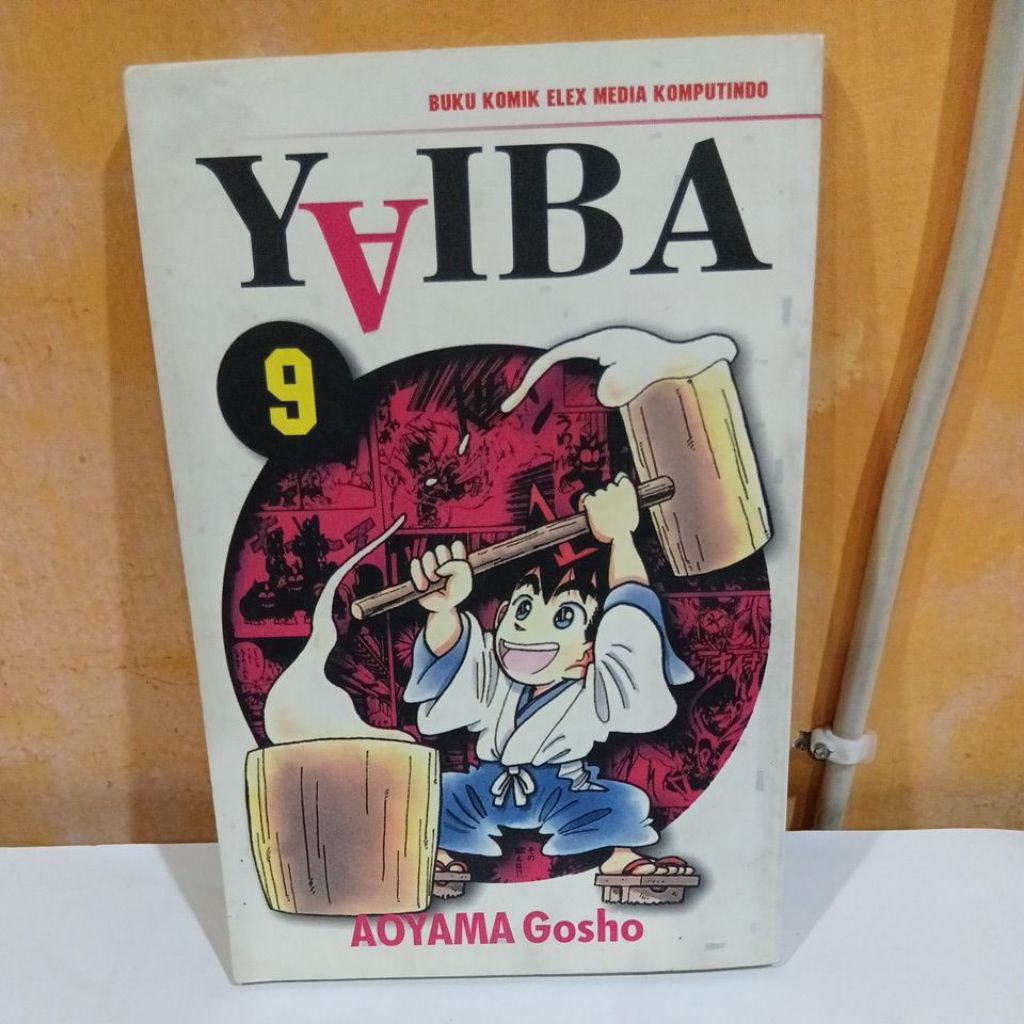 BUKU KOMIK ELEX MEDIA KOMPUTINDO
YAIBA
9
AOYAMA Gosho